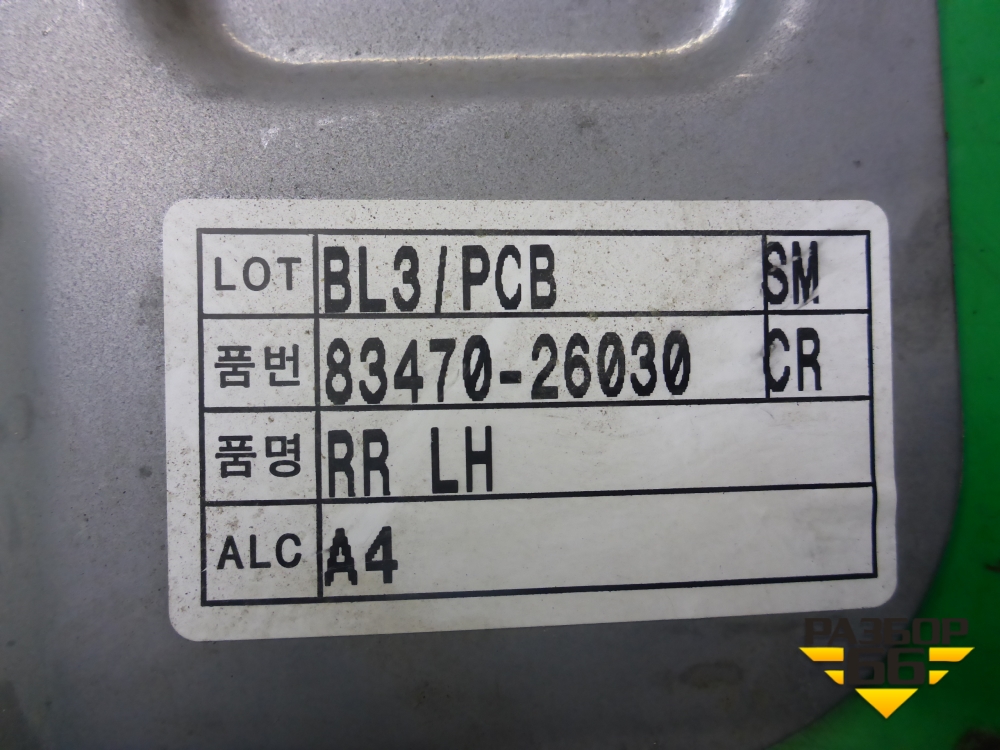 LOT BL3/PCB SM
품번 83470-26030 CR
품명 RR LH
ALC A4
РАЗБОР
66